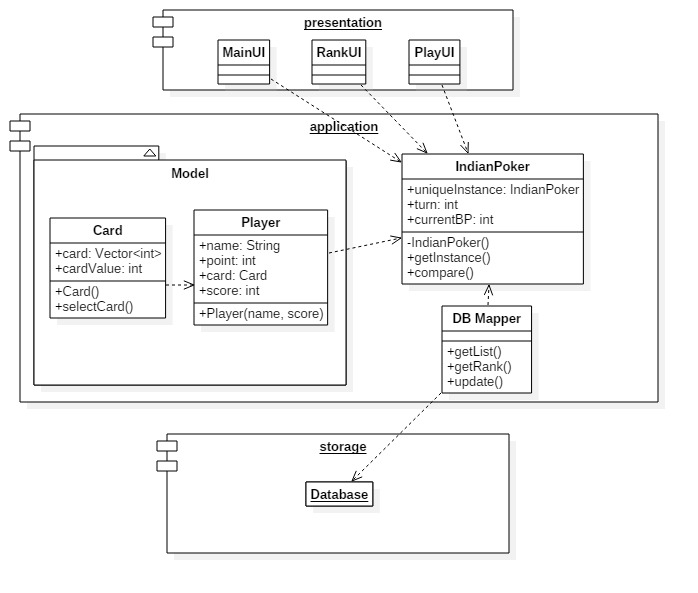 presentation
MainUI
RankUI
PlayUI
application
Model
Card
+card: Vector<int>
+cardValue: int
+Card()
+selectCard()
Player
+name: String
+point: int
+card: Card
+score: int
+Player(name, score)
IndianPoker
+uniqueInstance: IndianPoker
+turn: int
+currentBP: int
-IndianPoker()
+getInstance()
+compare()
DB Mapper
+getList()
+getRank()
+update()
storage
Database